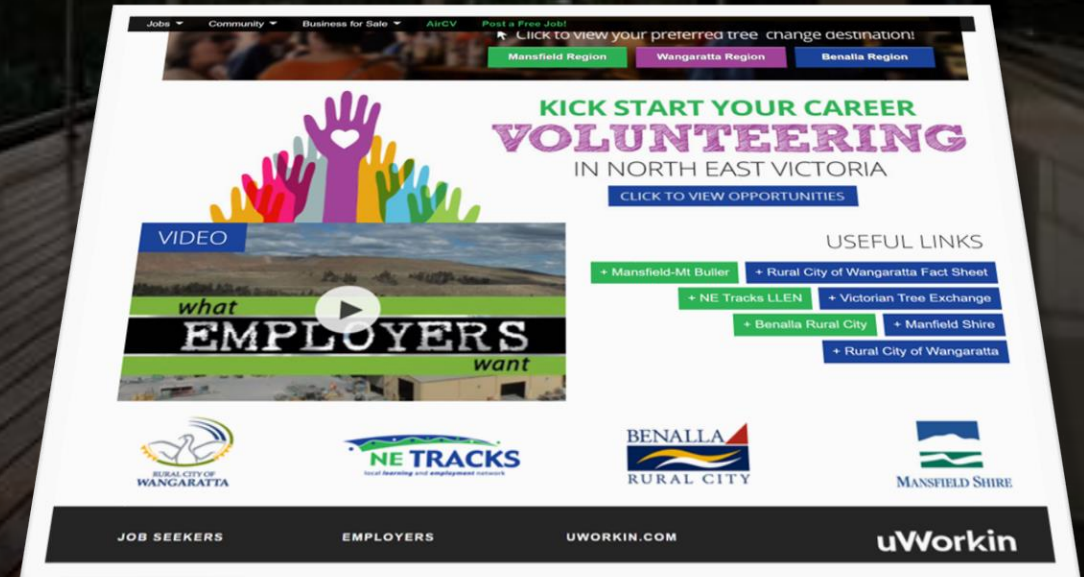 Jobs Community Business for Sale AirCV Post a Free Job!
Click to view your preferred tree change destination!
Mansfield Region Wangaratta Region Benalla Region
KICK START YOUR CAREER
VOLUNTEERING
IN NORTH EAST VICTORIA
CLICK TO VIEW OPPORTUNITIES
VIDEO
what
EMPLOYERS
want
USEFUL LINKS
+ Mansfield-Mt Buller + Rural City of Wangaratta Fact Sheet
+ NE Tracks LLEN + Victorian Tree Exchange
+ Benalla Rural City + Manfield Shire
+ Rural City of Wangaratta
RURAL CITY OF
WANGARATTA
NE TRACKS
local learning and employment network
BENALLA
RURAL CITY
MANSFIELD SHIRE
JOB SEEKERS EMPLOYERS UWORKIN.COM uWorkin